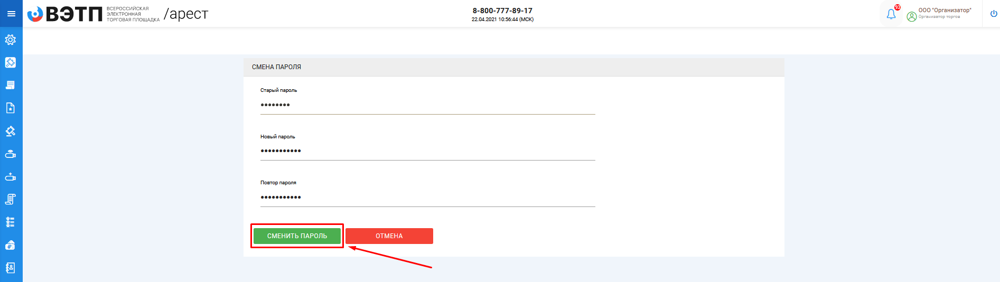 ВЭТП
ВСЕРОССИЙСКАЯ
ЭЛЕКТРОННАЯ
ТОРГОВАЯ ПЛОЩАДКА
/арест
8-800-777-89-17
22.04.2021 10:56:44 (МСК)
93
ООО "Организатор"
Организатор торгов
СМЕНА ПАРОЛЯ
Старый пароль
••••••••
Новый пароль
•••••••••••
Повтор пароля
•••••••••••
СМЕНИТЬ ПАРОЛЬ
ОТМЕНА